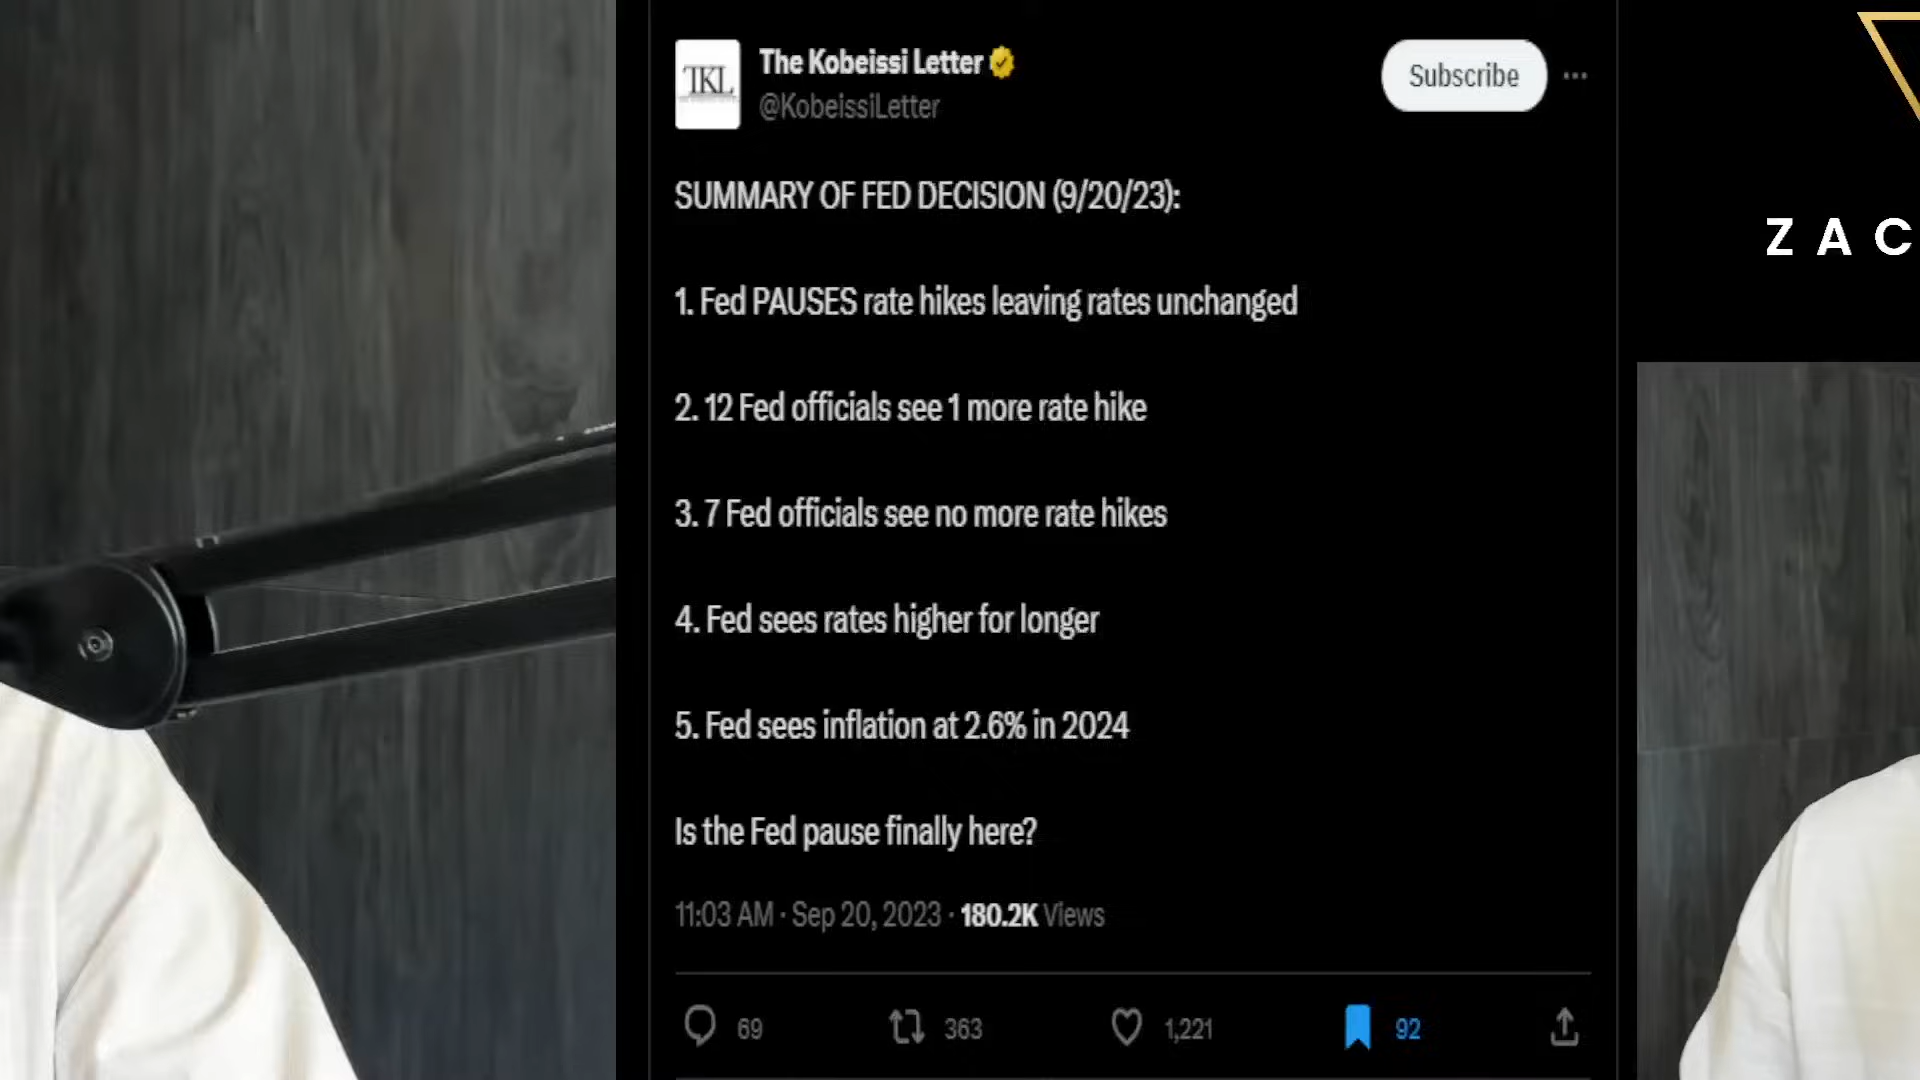 TKL
The Kobeissi Letter
@KobeissiLetter
Subscribe
SUMMARY OF FED DECISION (9/20/23):
1. Fed PAUSES rate hikes leaving rates unchanged
2. 12 Fed officials see 1 more rate hike
3. 7 Fed officials see no more rate hikes
4. Fed sees rates higher for longer
5. Fed sees inflation at 2.6% in 2024
Is the Fed pause finally here?
11:03 AM · Sep 20, 2023 · 180.2K Views
69 363 1,221 92
ZAC